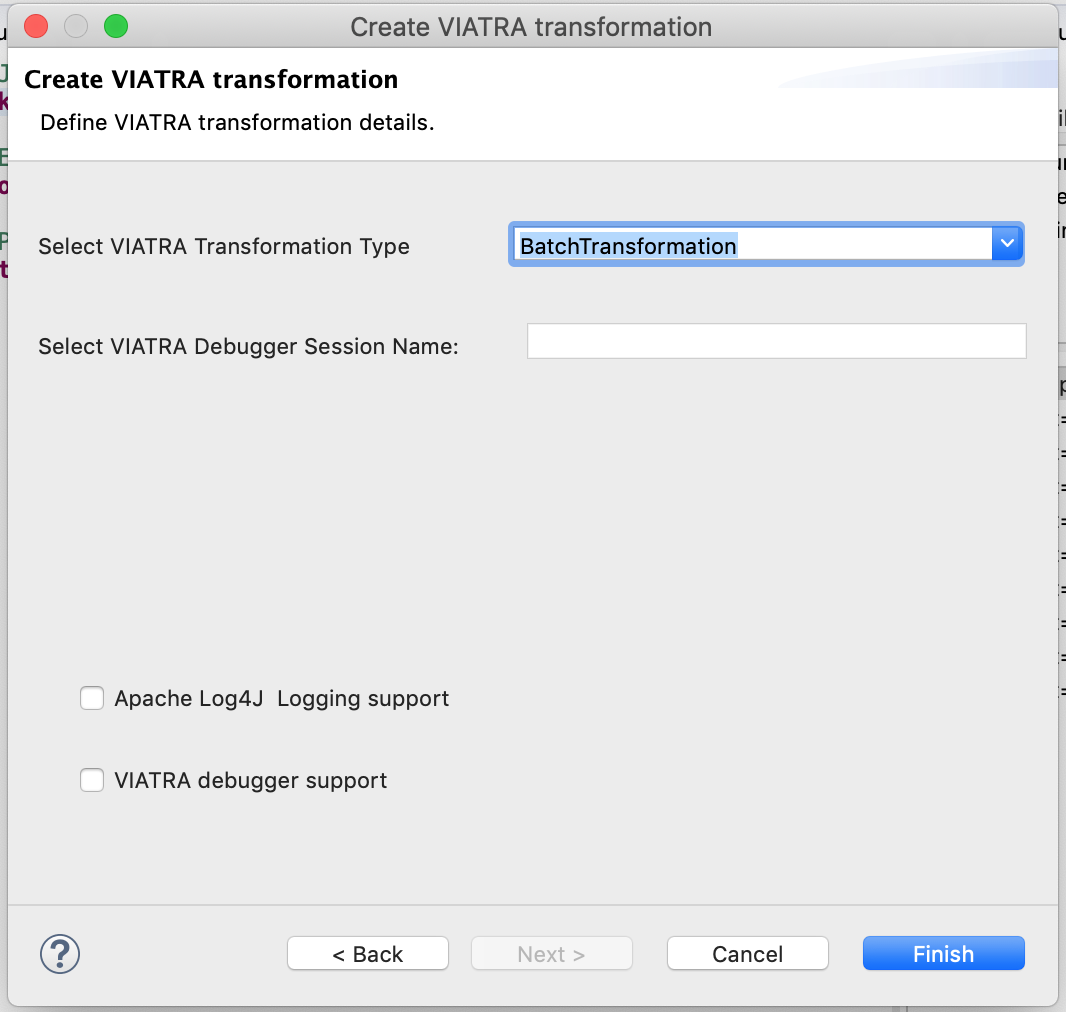 Create VIATRA transformation
Create VIATRA transformation
Define VIATRA transformation details.
Select VIATRA Transformation Type
BatchTransformation
Select VIATRA Debugger Session Name:
Apache Log4J  Logging support
VIATRA debugger support
?
< Back
Next >
Cancel
Finish